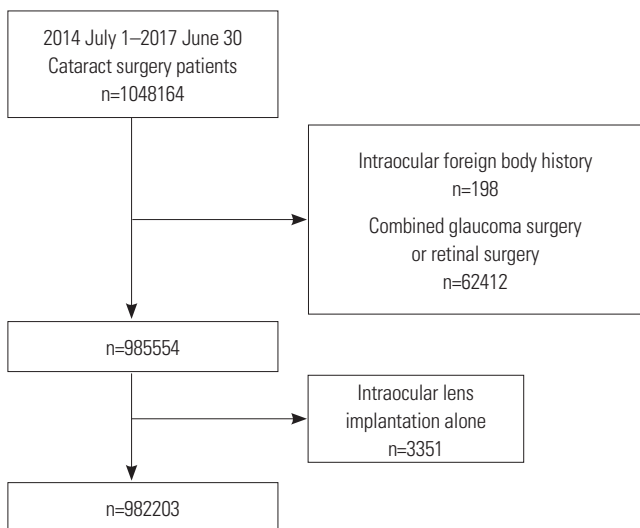 2014 July 1–2017 June 30
Cataract surgery patients
n=1048164
Intraocular foreign body history
n=198
Combined glaucoma surgery
or retinal surgery
n=62412
n=985554
Intraocular lens
implantation alone
n=3351
n=982203